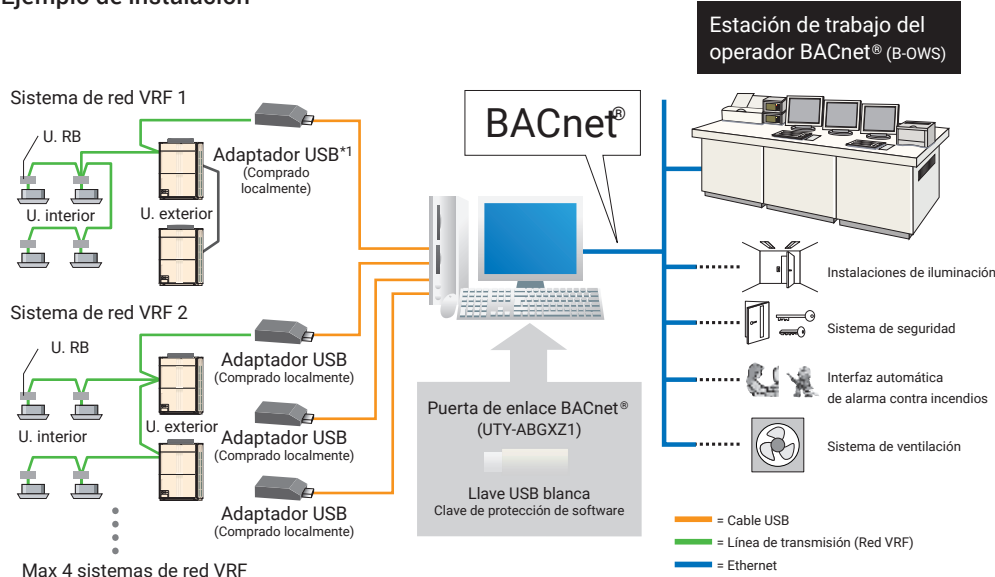 Ejemplo de instalación
Estación de trabajo del
operador BACnet® (B-OWS)
Sistema de red VRF 1
U. RB
U. interior
U. exterior
Adaptador USB*1
(Comprado
localmente)
BACnet®
Sistema de red VRF 2
U. RB
U. interior
U. exterior
Adaptador USB
(Comprado localmente)
Adaptador USB
(Comprado localmente)
Adaptador USB
(Comprado localmente)
Max 4 sistemas de red VRF
Puerta de enlace BACnet®
(UTY-ABGXZ1)
Llave USB blanca
Clave de protección de software
Instalaciones de iluminación
Sistema de seguridad
Interfaz automática
de alarma contra incendios
Sistema de ventilación
= Cable USB
= Línea de transmisión (Red VRF)
= Ethernet